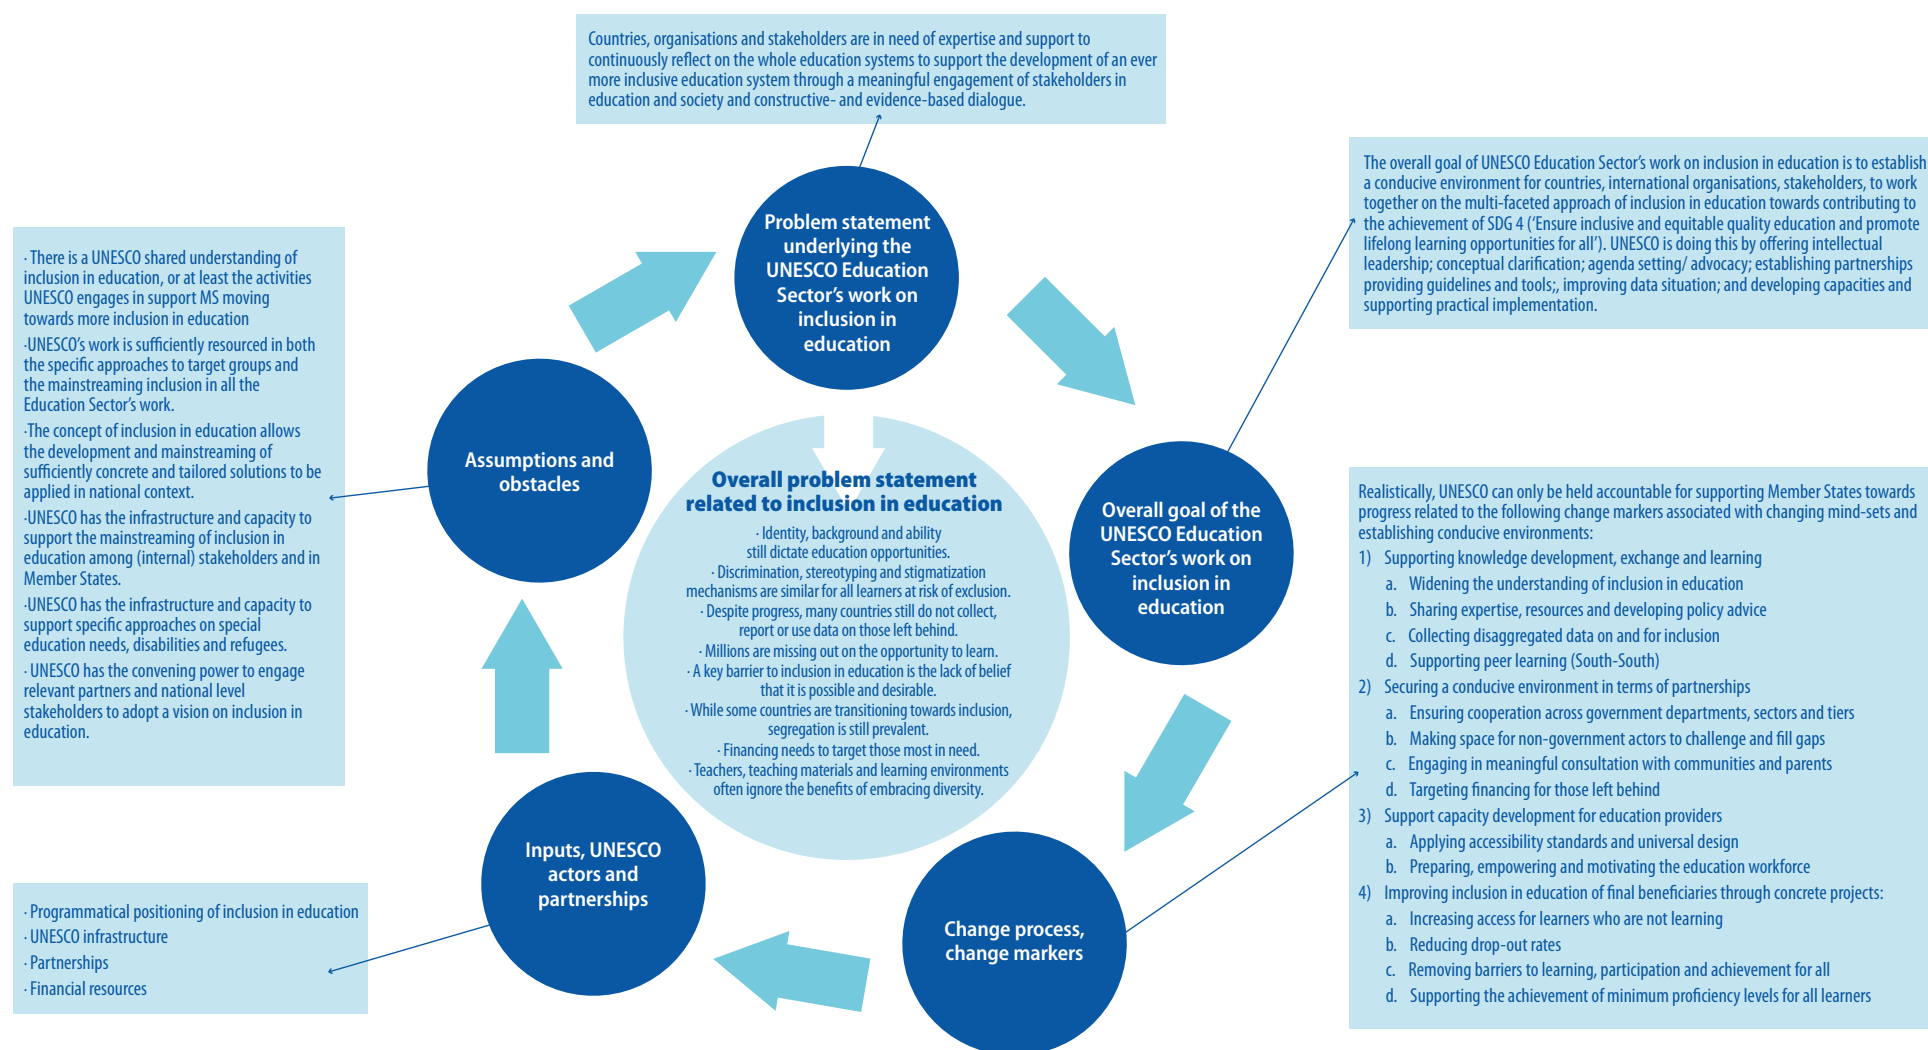 Countries, organisations and stakeholders are in need of expertise and support to
continuously reflect on the whole education systems to support the development of an ever
more inclusive education system through a meaningful engagement of stakeholders in
education and society and constructive- and evidence-based dialogue.
Problem statement
underlying the
UNESCO Education
Sector's work on
inclusion in
education
The overall goal of UNESCO Education Sector's work on inclusion in education is to establish
a conducive environment for countries, international organisations, stakeholders, to work
together on the multi-faceted approach of inclusion in education towards contributing to
the achievement of SDG 4 ('Ensure inclusive and equitable quality education and promote
lifelong learning opportunities for all'). UNESCO is doing this by offering intellectual
leadership; conceptual clarification; agenda setting/ advocacy; establishing partnerships
providing guidelines and tools;, improving data situation; and developing capacities and
supporting practical implementation.
Overall goal of the
UNESCO Education
Sector's work on
inclusion in
education
Realistically, UNESCO can only be held accountable for supporting Member States towards
progress related to the following change markers associated with changing mind-sets and
establishing conducive environments:
1) Supporting knowledge development, exchange and learning
a. Widening the understanding of inclusion in education
b. Sharing expertise, resources and developing policy advice
c. Collecting disaggregated data on and for inclusion
d. Supporting peer learning (South-South)
2) Securing a conducive environment in terms of partnerships
a. Ensuring cooperation across government departments, sectors and tiers
b. Making space for non-government actors to challenge and fill gaps
c. Engaging in meaningful consultation with communities and parents
d. Targeting financing for those left behind
3) Support capacity development for education providers
a. Applying accessibility standards and universal design
b. Preparing, empowering and motivating the education workforce
4) Improving inclusion in education of final beneficiaries through concrete projects:
a. Increasing access for learners who are not learning
b. Reducing drop-out rates
c. Removing barriers to learning, participation and achievement for all
d. Supporting the achievement of minimum proficiency levels for all learners
Change process,
change markers
Inputs, UNESCO
actors and
partnerships
· Programmatical positioning of inclusion in education
· UNESCO infrastructure
· Partnerships
· Financial resources
Assumptions and
obstacles
· There is a UNESCO shared understanding of
inclusion in education, or at least the activities
UNESCO engages in support MS moving
towards more inclusion in education
·UNESCO's work is sufficiently resourced in both
the specific approaches to target groups and
the mainstreaming inclusion in all the
Education Sector's work.
·The concept of inclusion in education allows
the development and mainstreaming of
sufficiently concrete and tailored solutions to be
applied in national context.
·UNESCO has the infrastructure and capacity to
support the mainstreaming of inclusion in
education among (internal) stakeholders and in
Member States.
·UNESCO has the infrastructure and capacity to
support specific approaches on special
education needs, disabilities and refugees.
· UNESCO has the convening power to engage
relevant partners and national level
stakeholders to adopt a vision on inclusion in
education.
Overall problem statement
related to inclusion in education
· Identity, background and ability
still dictate education opportunities.
· Discrimination, stereotyping and stigmatization
mechanisms are similar for all learners at risk of exclusion.
· Despite progress, many countries still do not collect,
report or use data on those left behind.
· Millions are missing out on the opportunity to learn.
· A key barrier to inclusion in education is the lack of belief
that it is possible and desirable.
· While some countries are transitioning towards inclusion,
segregation is still prevalent.
· Financing needs to target those most in need.
· Teachers, teaching materials and learning environments
often ignore the benefits of embracing diversity.